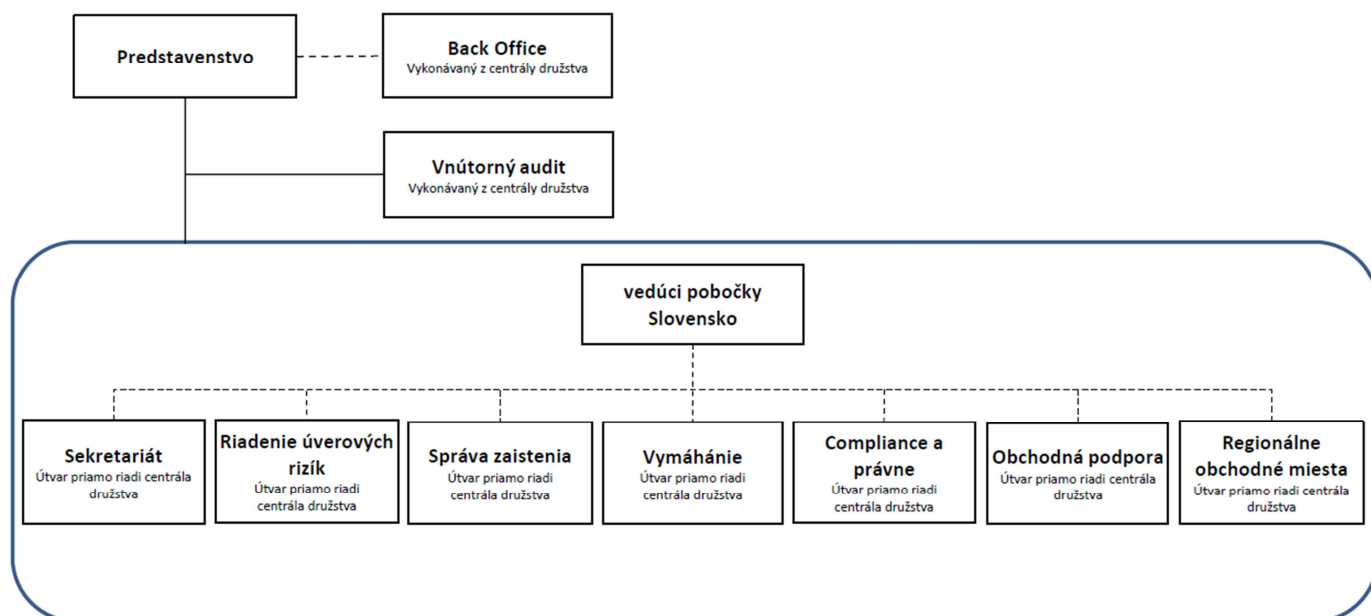 Predstavenstvo
Back Office
Vykonávaný z centrály družstva
Vnútorný audit
Vykonávaný z centrály družstva
vedúci pobočky
Slovensko
Sekretariát
Útvar priamo riadi centrála
družstva
Riadenie úverových
rizík
Útvar priamo riadi
centrála družstva
Správa zaistenia
Útvar priamo riadi
centrála družstva
Vymáhánie
Útvar priamo riadi
centrála družstva
Compliance a
právne
Útvar priamo riadi
centrála družstva
Obchodná podpora
Útvar priamo riadi centrála
družstva
Regionálne
obchodné miesta
Útvar priamo riadi centrála
družstva